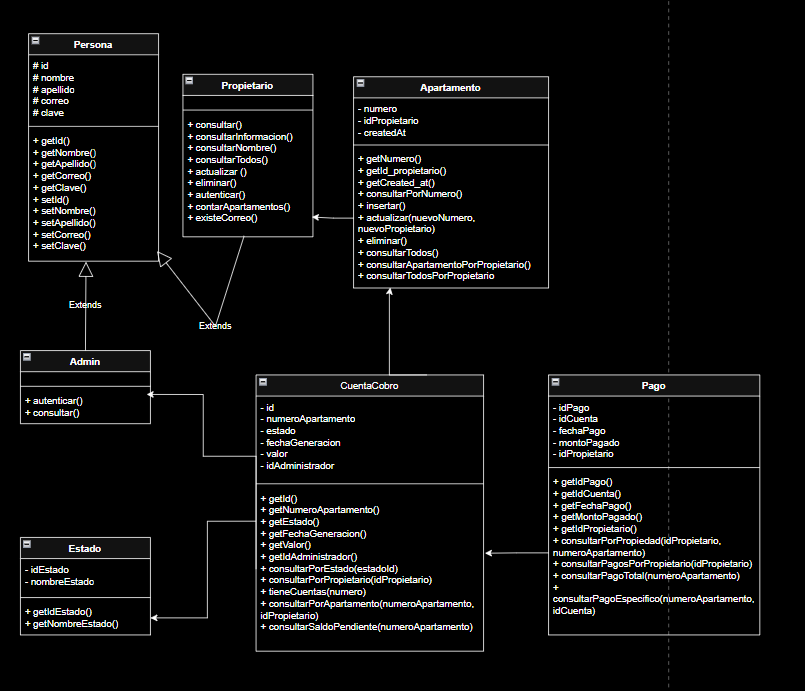 Persona
# id
# nombre
# apellido
# correo
# clave
+ getId()
+ getNombre()
+ getApellido()
+ getCorreo()
+ getClave()
+ setId()
+ setNombre()
+ setApellido()
+ setCorreo()
+ setClave()
Propietario
+ consultar()
+ consultarInformacion()
+ consultarNombre()
+ consultarTodos()
+ actualizar ()
+ eliminar()
+ autenticar()
+ contarApartamentos()
+ existeCorreo()
Apartamento
- numero
- idPropietario
- createdAt
+ getNumero()
+ getId_propietario()
+ getCreated_at()
+ consultarPorNumero()
+ insertar()
+ actualizar(nuevoNumero,
nuevoPropietario)
+ eliminar()
+ consultarTodos()
+ consultarApartamentoPorPropietario()
+ consultarTodosPorPropietario
Extends
Extends
Admin
+ autenticar()
+ consultar()
CuentaCobro
- id
- numeroApartamento
- estado
- fechaGeneracion
- valor
- idAdministrador
+ getId()
+ getNumeroApartamento()
+ getEstado()
+ getFechaGeneracion()
+ getValor()
+ getIdAdministrador()
+ consultarPorEstado(estadoId)
+ consultarPorPropietario(idPropietario)
+ tieneCuentas(numero)
+ consultarPorApartamento(numeroApartamento,
idPropietario)
+ consultarSaldoPendiente(numeroApartamento)
Pago
- idPago
- idCuenta
- fechaPago
- montoPagado
- idPropietario
+ getIdPago()
+ getIdCuenta()
+ getFechaPago()
+ getMontoPagado()
+ getIdPropietario()
+ consultarPorPropiedad(idPropietario,
numeroApartamento)
+ consultarPagosPorPropietario(idPropietario)
+ consultarPagoTotal(numeroApartamento)
+
consultarPagoEspecifico(numeroApartamento,
idCuenta)
Estado
- idEstado
- nombreEstado
+ getIdEstado()
+ getNombreEstado()